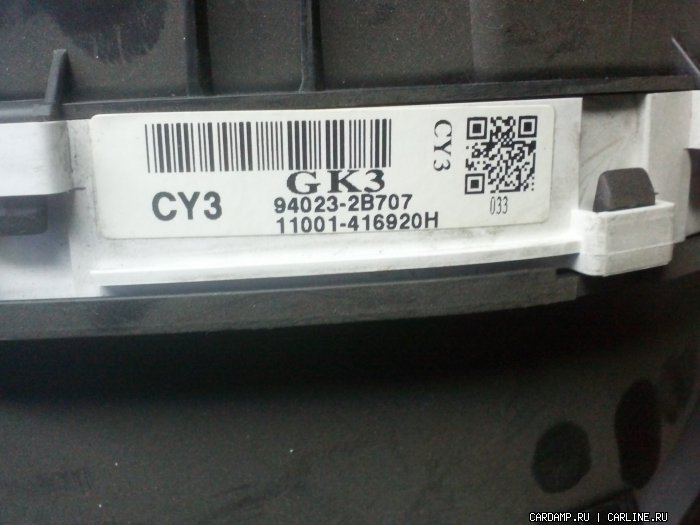 GK3
CY3
94023-2B707
11001-416920H
CY3
033
CARDAMP.RU | CARLINE.RU